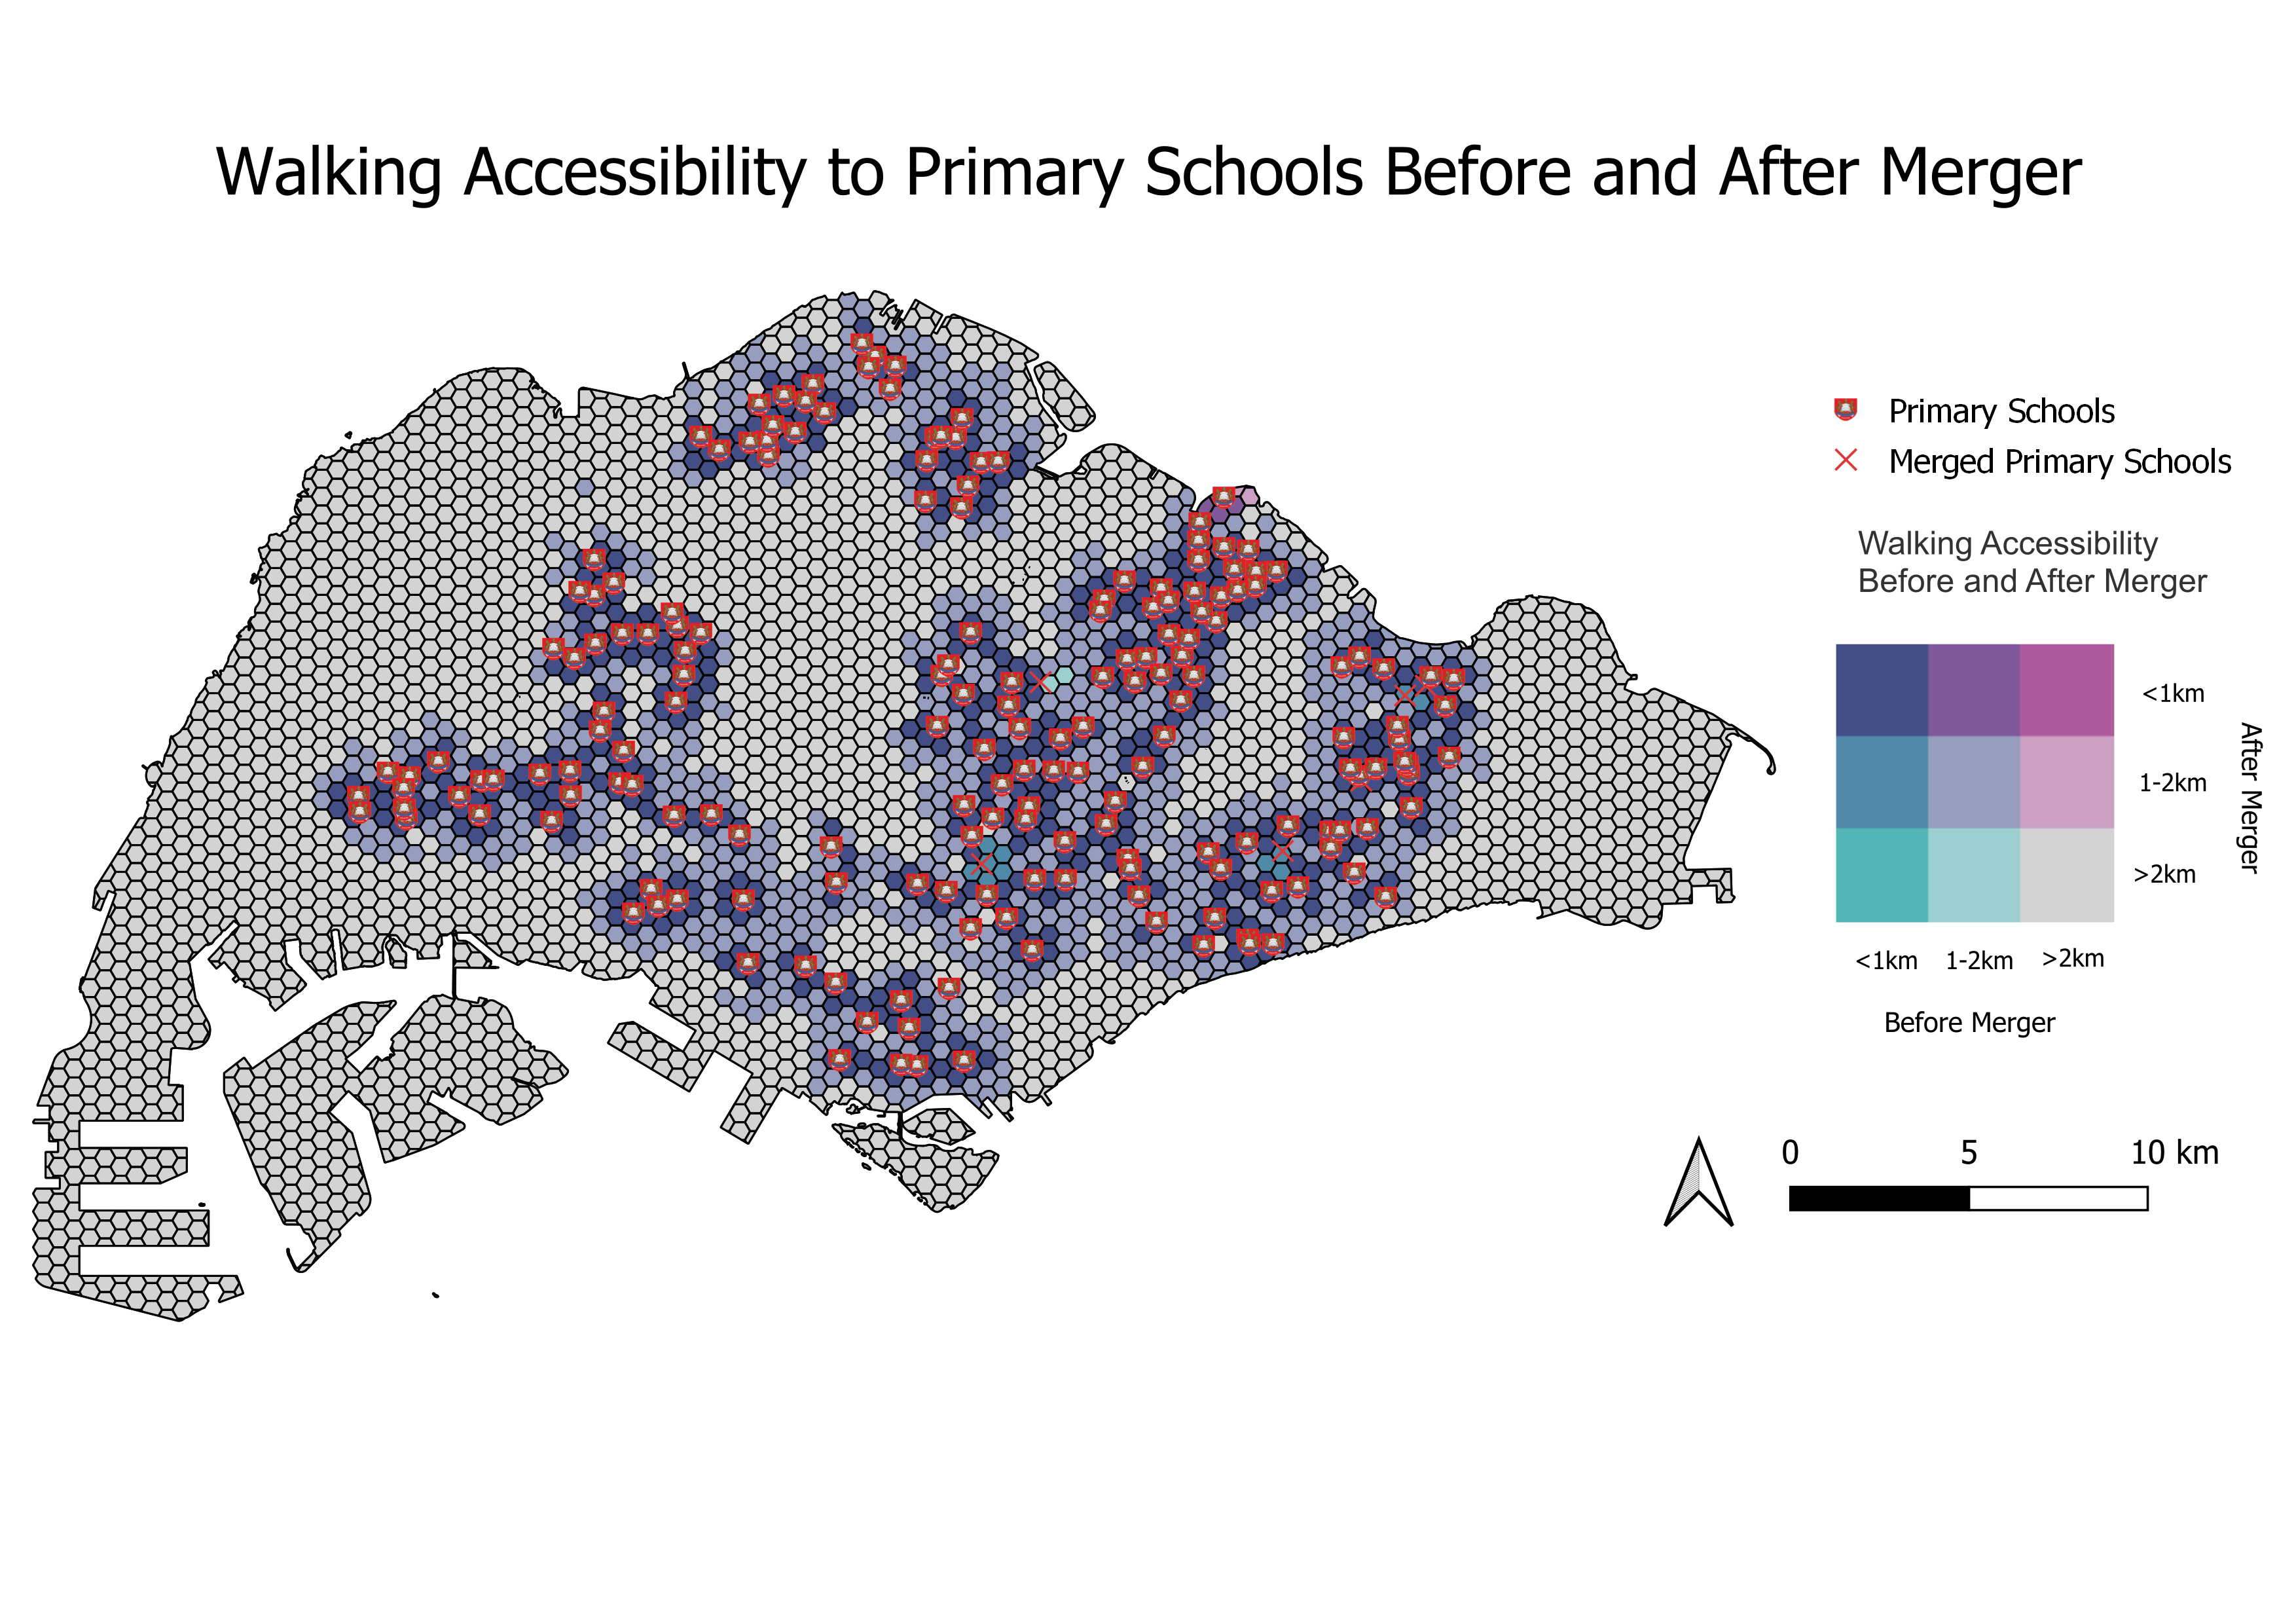 Walking Accessibility to Primary Schools Before and After Merger
Primary Schools
Merged Primary Schools
Walking Accessibility
Before and After Merger
<1km
1-2km
>2km
After Merger
<1km 1-2km >2km
Before Merger
0 5 10 km